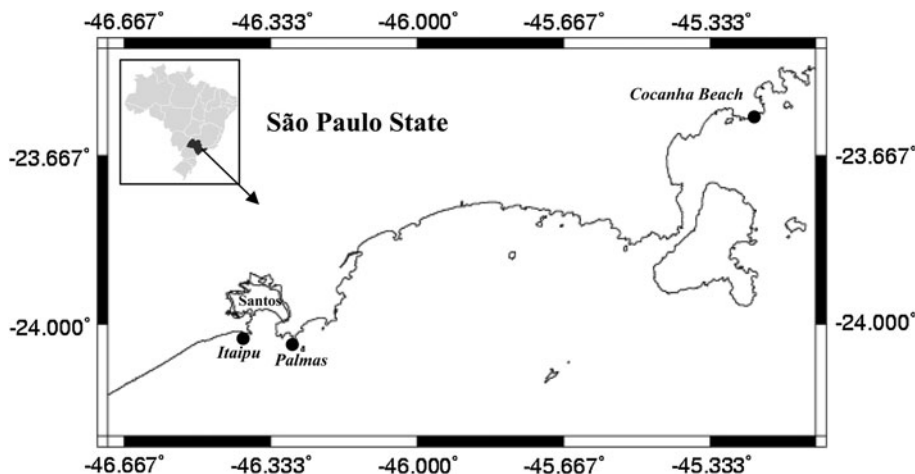 -46.667° -46.333° -46.000° -45.667° -45.333°
Cocanha Beach
São Paulo State
-23.667° -23.667°
Santos
-24.000° -24.000°
Itaipu Palmas
-46.667° -46.333° -46.000° -45.667° -45.333°